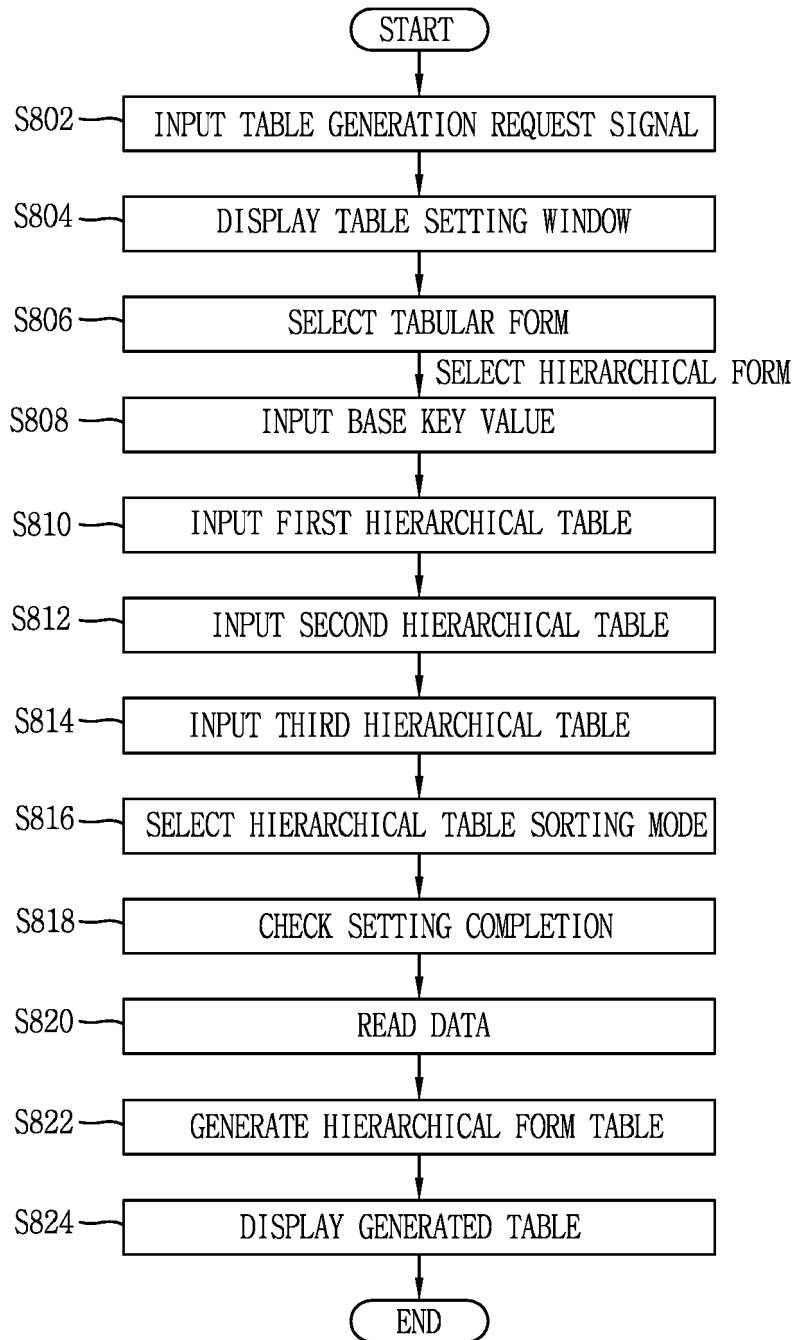 START
S802 INPUT TABLE GENERATION REQUEST SIGNAL
S804 DISPLAY TABLE SETTING WINDOW
S806 SELECT TABULAR FORM
SELECT HIERARCHICAL FORM
S808 INPUT BASE KEY VALUE
S810 INPUT FIRST HIERARCHICAL TABLE
S812 INPUT SECOND HIERARCHICAL TABLE
S814 INPUT THIRD HIERARCHICAL TABLE
S816 SELECT HIERARCHICAL TABLE SORTING MODE
S818 CHECK SETTING COMPLETION
S820 READ DATA
S822 GENERATE HIERARCHICAL FORM TABLE
S824 DISPLAY GENERATED TABLE
END